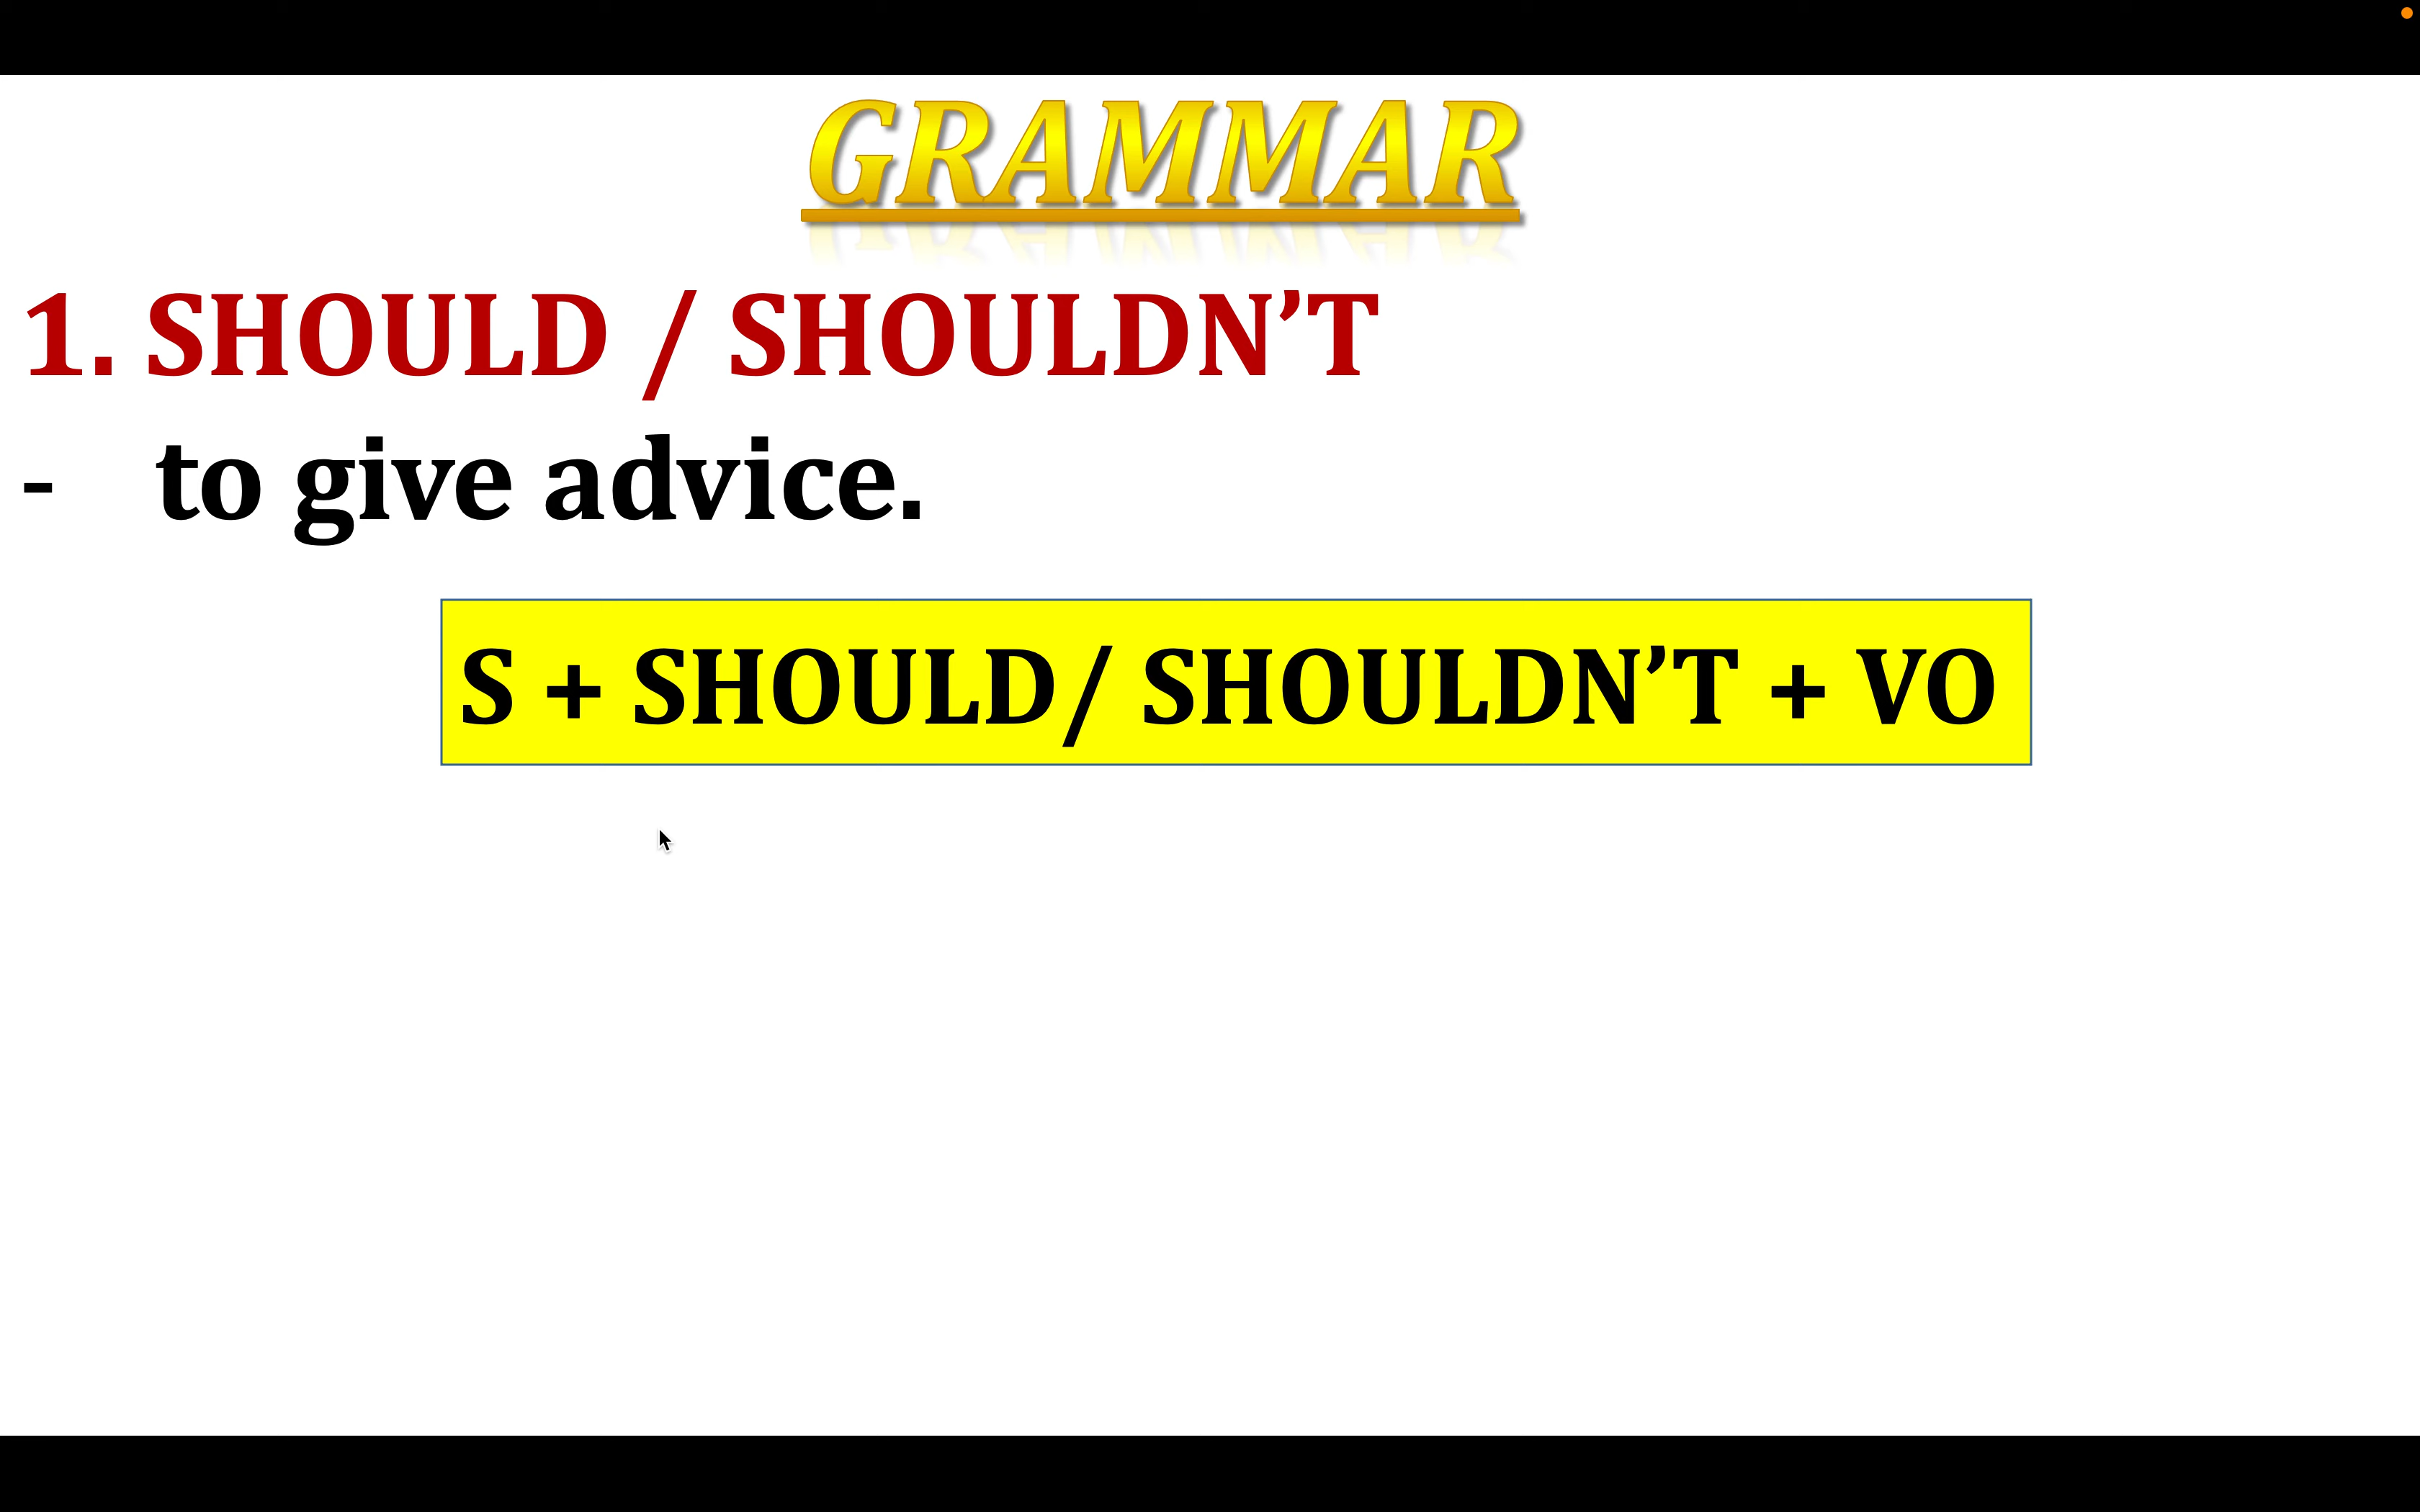 GRAMMAR
1. SHOULD / SHOULDN’T
- to give advice.
S + SHOULD/ SHOULDN’T + VO